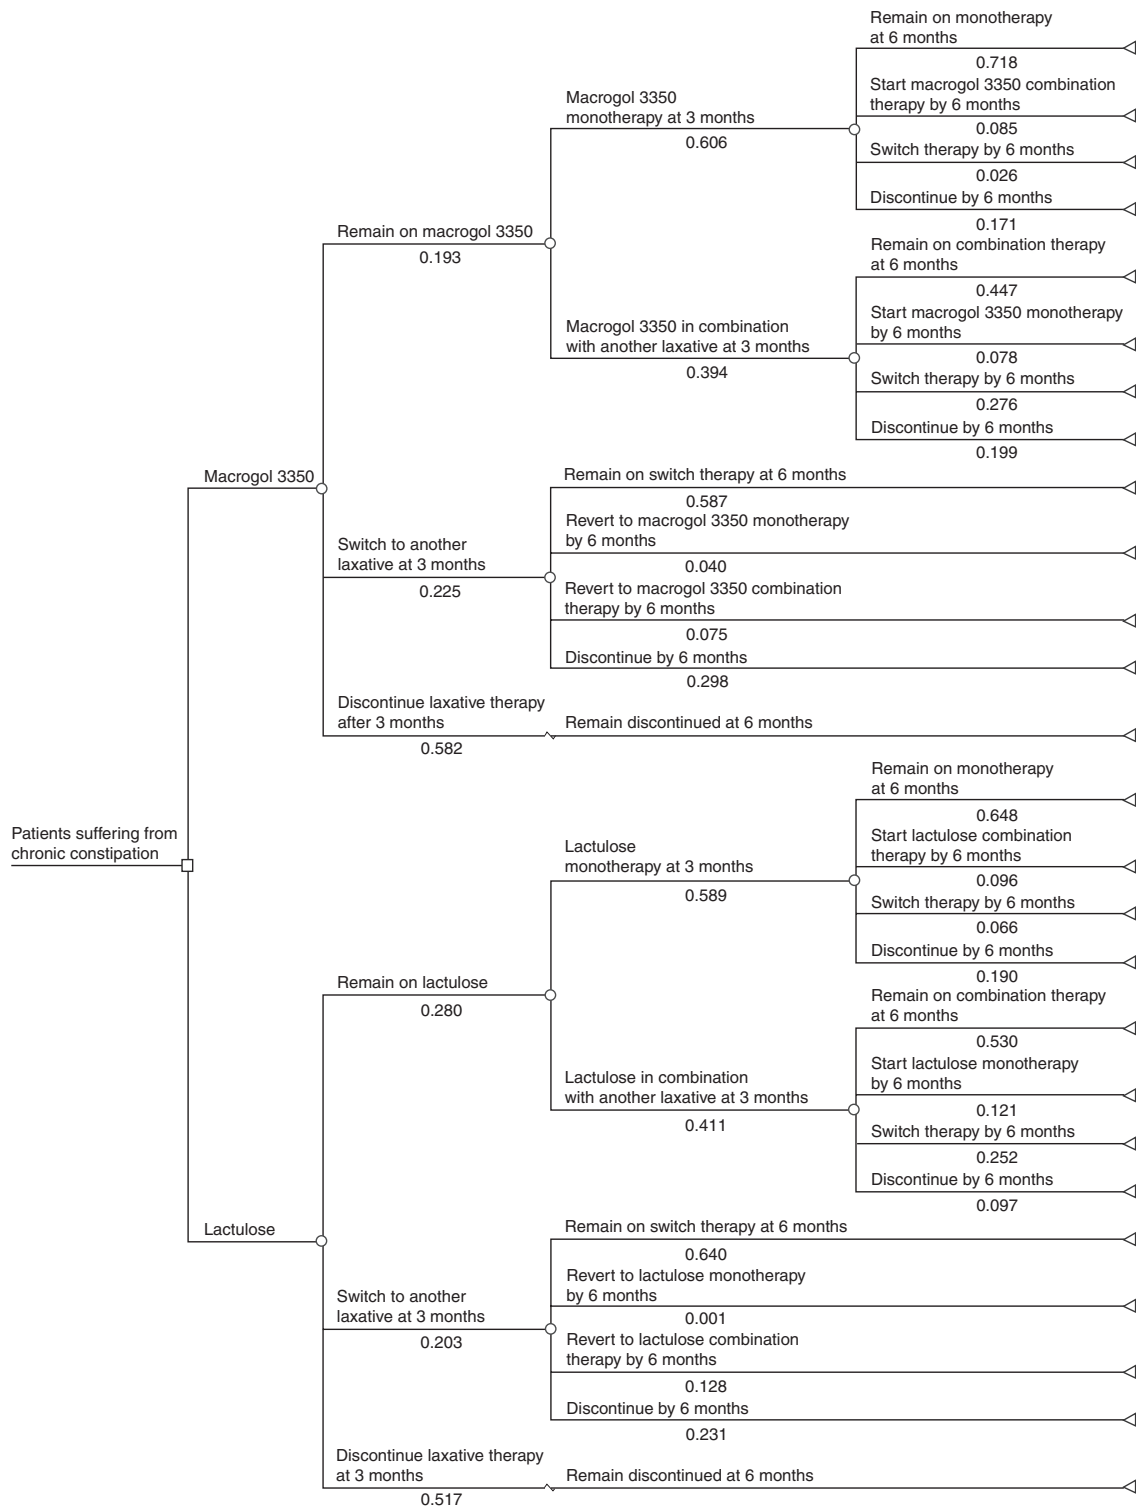 Remain on monotherapy
at 6 months
0.718
Start macrogol 3350 combination
therapy by 6 months
0.085
Switch therapy by 6 months
0.026
Discontinue by 6 months
0.171
Macrogol 3350
monotherapy at 3 months
0.606
Remain on macrogol 3350
0.193
Remain on combination therapy
at 6 months
0.447
Start macrogol 3350 monotherapy
by 6 months
0.078
Switch therapy by 6 months
0.276
Discontinue by 6 months
0.199
Macrogol 3350 in combination
with another laxative at 3 months
0.394
Macrogol 3350
Remain on switch therapy at 6 months
0.587
Revert to macrogol 3350 monotherapy
by 6 months
0.040
Revert to macrogol 3350 combination
therapy by 6 months
0.075
Discontinue by 6 months
0.298
Switch to another
laxative at 3 months
0.225
Discontinue laxative therapy
after 3 months
0.582
Remain discontinued at 6 months
Patients suffering from
chronic constipation
Remain on monotherapy
at 6 months
0.648
Start lactulose combination
therapy by 6 months
0.096
Switch therapy by 6 months
0.066
Discontinue by 6 months
0.190
Lactulose
monotherapy at 3 months
0.589
Remain on lactulose
0.280
Remain on combination therapy
at 6 months
0.530
Start lactulose monotherapy
by 6 months
0.121
Switch therapy by 6 months
0.252
Discontinue by 6 months
0.097
Lactulose in combination
with another laxative at 3 months
0.411
Lactulose
Remain on switch therapy at 6 months
0.640
Revert to lactulose monotherapy
by 6 months
0.001
Revert to lactulose combination
therapy by 6 months
0.128
Discontinue by 6 months
0.231
Switch to another
laxative at 3 months
0.203
Discontinue laxative therapy
at 3 months
0.517
Remain discontinued at 6 months